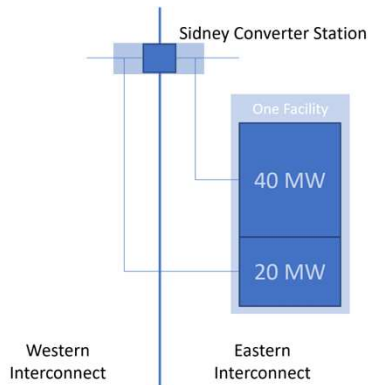 Sidney Converter Station
One Facility
40 MW
20 MW
Western
Interconnect
Eastern
Interconnect